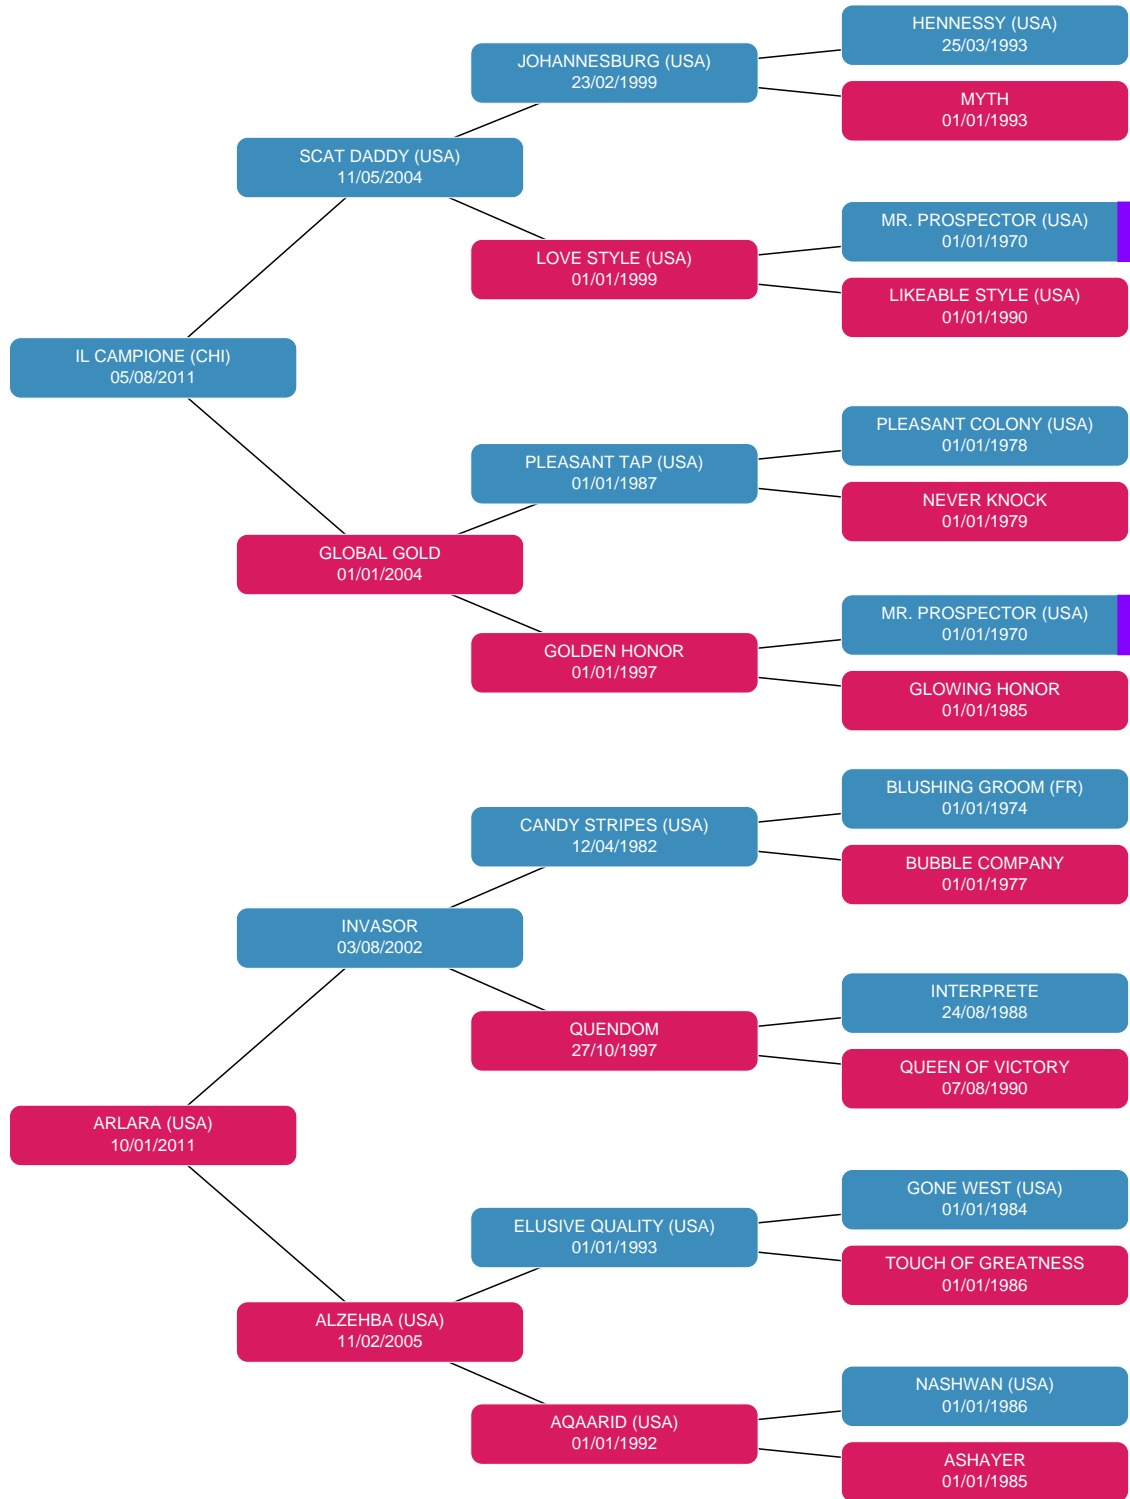 HENNESSY (USA)
25/03/1993
JOHANNESBURG (USA)
23/02/1999
MYTH
01/01/1993
SCAT DADDY (USA)
11/05/2004
MR. PROSPECTOR (USA)
01/01/1970
LOVE STYLE (USA)
01/01/1999
LIKEABLE STYLE (USA)
01/01/1990
IL CAMPIONE (CHI)
05/08/2011
PLEASANT COLONY (USA)
01/01/1978
PLEASANT TAP (USA)
01/01/1987
NEVER KNOCK
01/01/1979
GLOBAL GOLD
01/01/2004
MR. PROSPECTOR (USA)
01/01/1970
GOLDEN HONOR
01/01/1997
GLOWING HONOR
01/01/1985
BLUSHING GROOM (FR)
01/01/1974
CANDY STRIPES (USA)
12/04/1982
BUBBLE COMPANY
01/01/1977
INVASOR
03/08/2002
INTERPRETE
24/08/1988
QUENDOM
27/10/1997
QUEEN OF VICTORY
07/08/1990
ARLARA (USA)
10/01/2011
GONE WEST (USA)
01/01/1984
ELUSIVE QUALITY (USA)
01/01/1993
TOUCH OF GREATNESS
01/01/1986
ALZEHBA (USA)
11/02/2005
NASHWAN (USA)
01/01/1986
AQAARID (USA)
01/01/1992
ASHAYER
01/01/1985